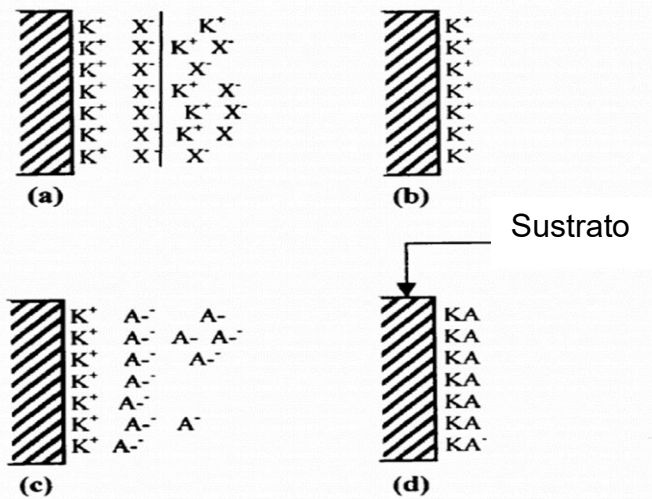 K⁺ X⁻ K⁺
K⁺ X⁻ K⁺ X⁻
K⁺ X⁻ X⁻
K⁺ X⁻ K⁺ X⁻
K⁺ X⁻ K⁺ X⁻
K⁺ X⁻ K⁺ X
K⁺ X⁻ X⁻
(a)
K⁺
K⁺
K⁺
K⁺
K⁺
K⁺
K⁺
(b)
Sustrato
K⁺ A-⁻ A-
K⁺ A-⁻ A- A-⁻
K⁺ A-⁻ A-⁻
K⁺ A-⁻
K⁺ A-⁻
K⁺ A-⁻ A⁻
K⁺ A-⁻
(c)
KA
KA
KA
KA
KA
KA
KA⁻
(d)